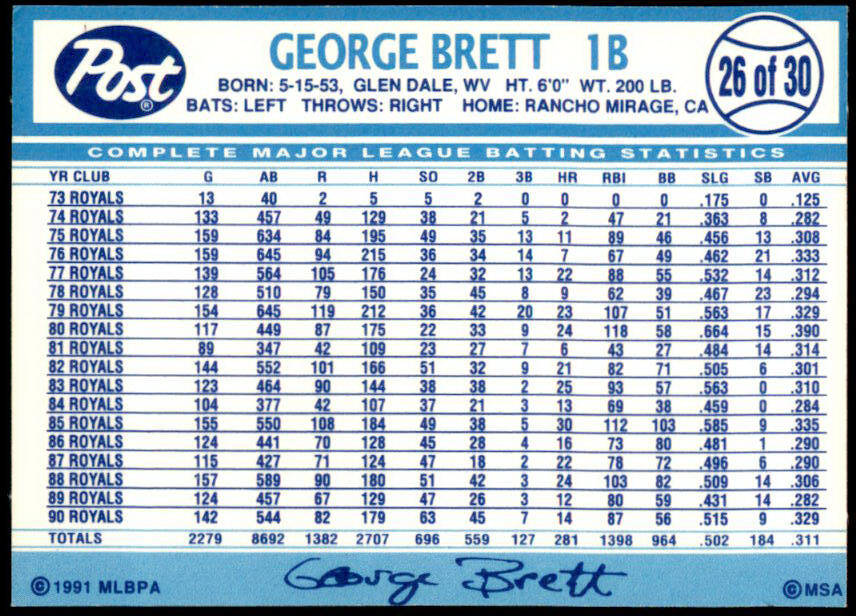 Post®
GEORGE BRETT 1B
26 of 30
BORN: 5-15-53, GLEN DALE, WV HT. 6'0" WT. 200 LB.
BATS: LEFT THROWS: RIGHT HOME: RANCHO MIRAGE, CA
COMPLETE MAJOR LEAGUE BATTING STATISTICS
YR CLUB G AB R H SO 2B 3B HR RBI BB SLG SB AVG
73 ROYALS 13 40 2 5 5 2 0 0 0 0 .175 0 .125
74 ROYALS 133 457 49 129 38 21 5 2 47 21 .363 8 .282
75 ROYALS 159 634 84 195 49 35 13 11 89 46 .456 13 .308
76 ROYALS 159 645 94 215 36 34 14 7 67 49 .462 21 .333
77 ROYALS 139 564 105 176 24 32 13 22 88 55 .532 14 .312
78 ROYALS 128 510 79 150 35 45 8 9 62 39 .467 23 .294
79 ROYALS 154 645 119 212 36 42 20 23 107 51 .563 17 .329
80 ROYALS 117 449 87 175 22 33 9 24 118 58 .664 15 .390
81 ROYALS 89 347 42 109 23 27 7 6 43 27 .484 14 .314
82 ROYALS 144 552 101 166 51 32 9 21 82 71 .505 6 .301
83 ROYALS 123 464 90 144 38 38 2 25 93 57 .563 0 .310
84 ROYALS 104 377 42 107 37 21 3 13 69 38 .459 0 .284
85 ROYALS 155 550 108 184 49 38 5 30 112 103 .585 9 .335
86 ROYALS 124 441 70 128 45 28 4 16 73 80 .481 1 .290
87 ROYALS 115 427 71 124 47 18 2 22 78 72 .496 6 .290
88 ROYALS 157 589 90 180 51 42 3 24 103 82 .509 14 .306
89 ROYALS 124 457 67 129 47 26 3 12 80 59 .431 14 .282
90 ROYALS 142 544 82 179 63 45 7 14 87 56 .515 9 .329
TOTALS 2279 8692 1382 2707 696 559 127 281 1398 964 .502 184 .311
© 1991 MLBPA
George Brett
© MSA